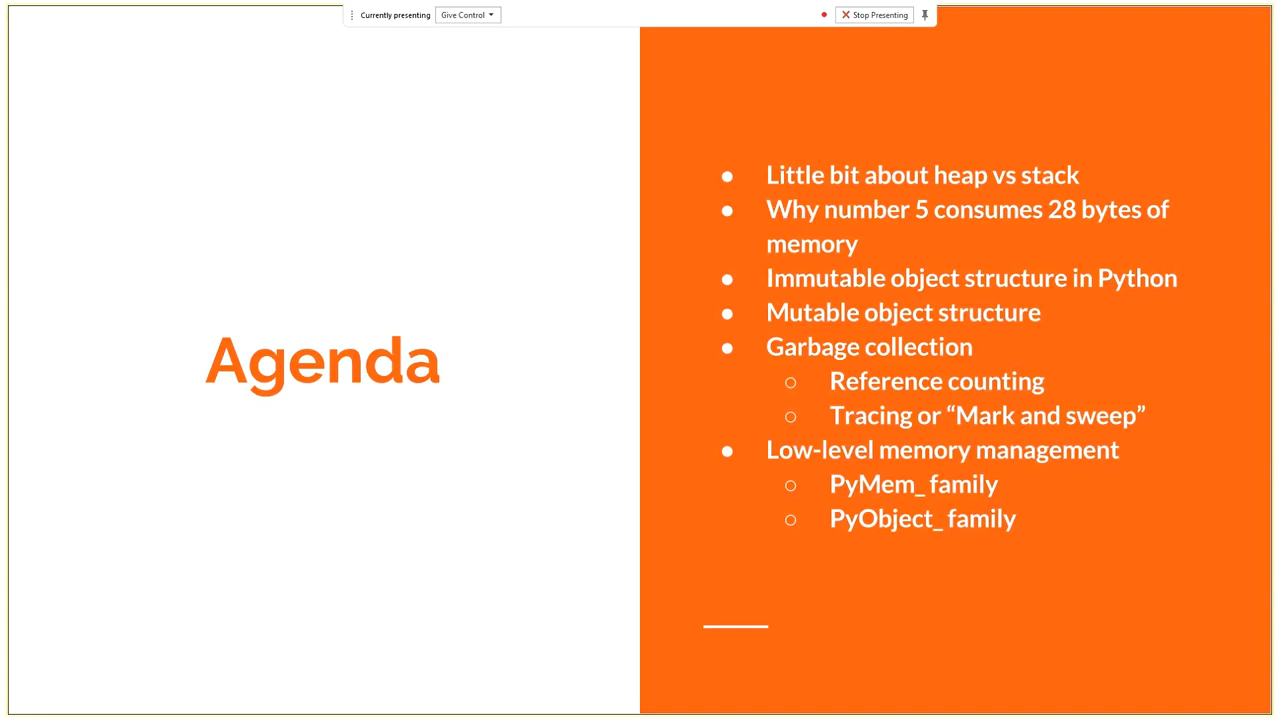 Currently presenting
Give Control
Stop Presenting
Agenda
● Little bit about heap vs stack
● Why number 5 consumes 28 bytes of
memory
● Immutable object structure in Python
● Mutable object structure
● Garbage collection
○ Reference counting
○ Tracing or “Mark and sweep”
● Low-level memory management
○ PyMem_ family
○ PyObject_ family